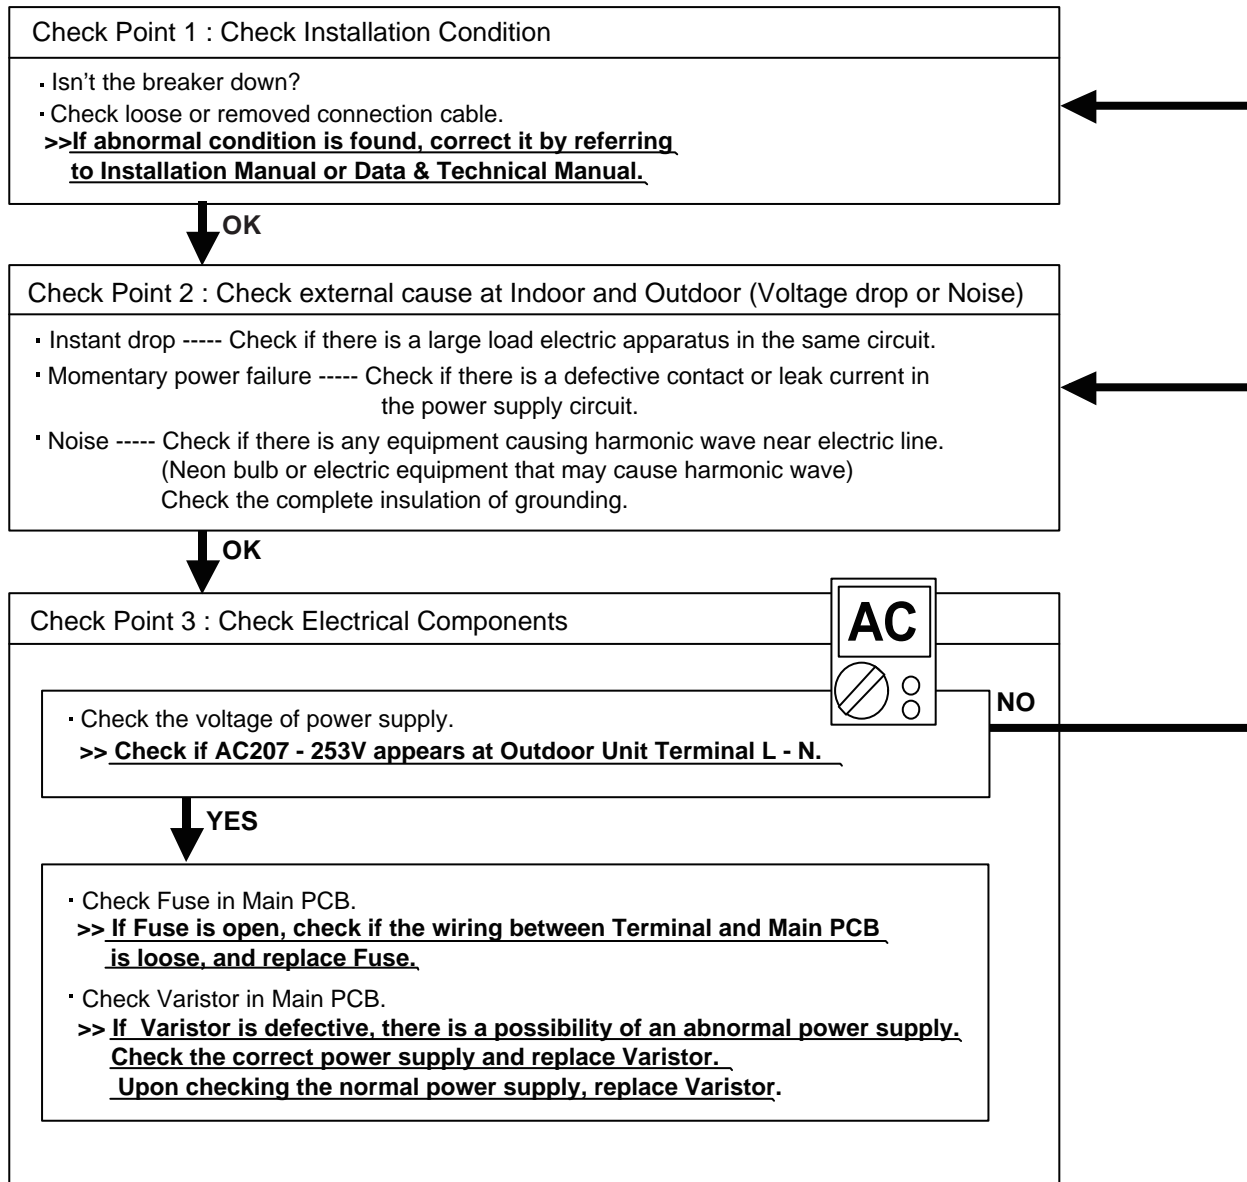 Check Point 1 : Check Installation Condition
· Isn't the breaker down?
· Check loose or removed connection cable.
>>If abnormal condition is found, correct it by referring
to Installation Manual or Data & Technical Manual.
OK
Check Point 2 : Check external cause at Indoor and Outdoor (Voltage drop or Noise)
· Instant drop ----- Check if there is a large load electric apparatus in the same circuit.
· Momentary power failure ----- Check if there is a defective contact or leak current in
the power supply circuit.
· Noise ----- Check if there is any equipment causing harmonic wave near electric line.
(Neon bulb or electric equipment that may cause harmonic wave)
Check the complete insulation of grounding.
OK
Check Point 3 : Check Electrical Components
AC
NO
· Check the voltage of power supply.
>> Check if AC207 - 253V appears at Outdoor Unit Terminal L - N.
YES
· Check Fuse in Main PCB.
>> If Fuse is open, check if the wiring between Terminal and Main PCB
is loose, and replace Fuse.
· Check Varistor in Main PCB.
>> If Varistor is defective, there is a possibility of an abnormal power supply.
Check the correct power supply and replace Varistor.
Upon checking the normal power supply, replace Varistor.